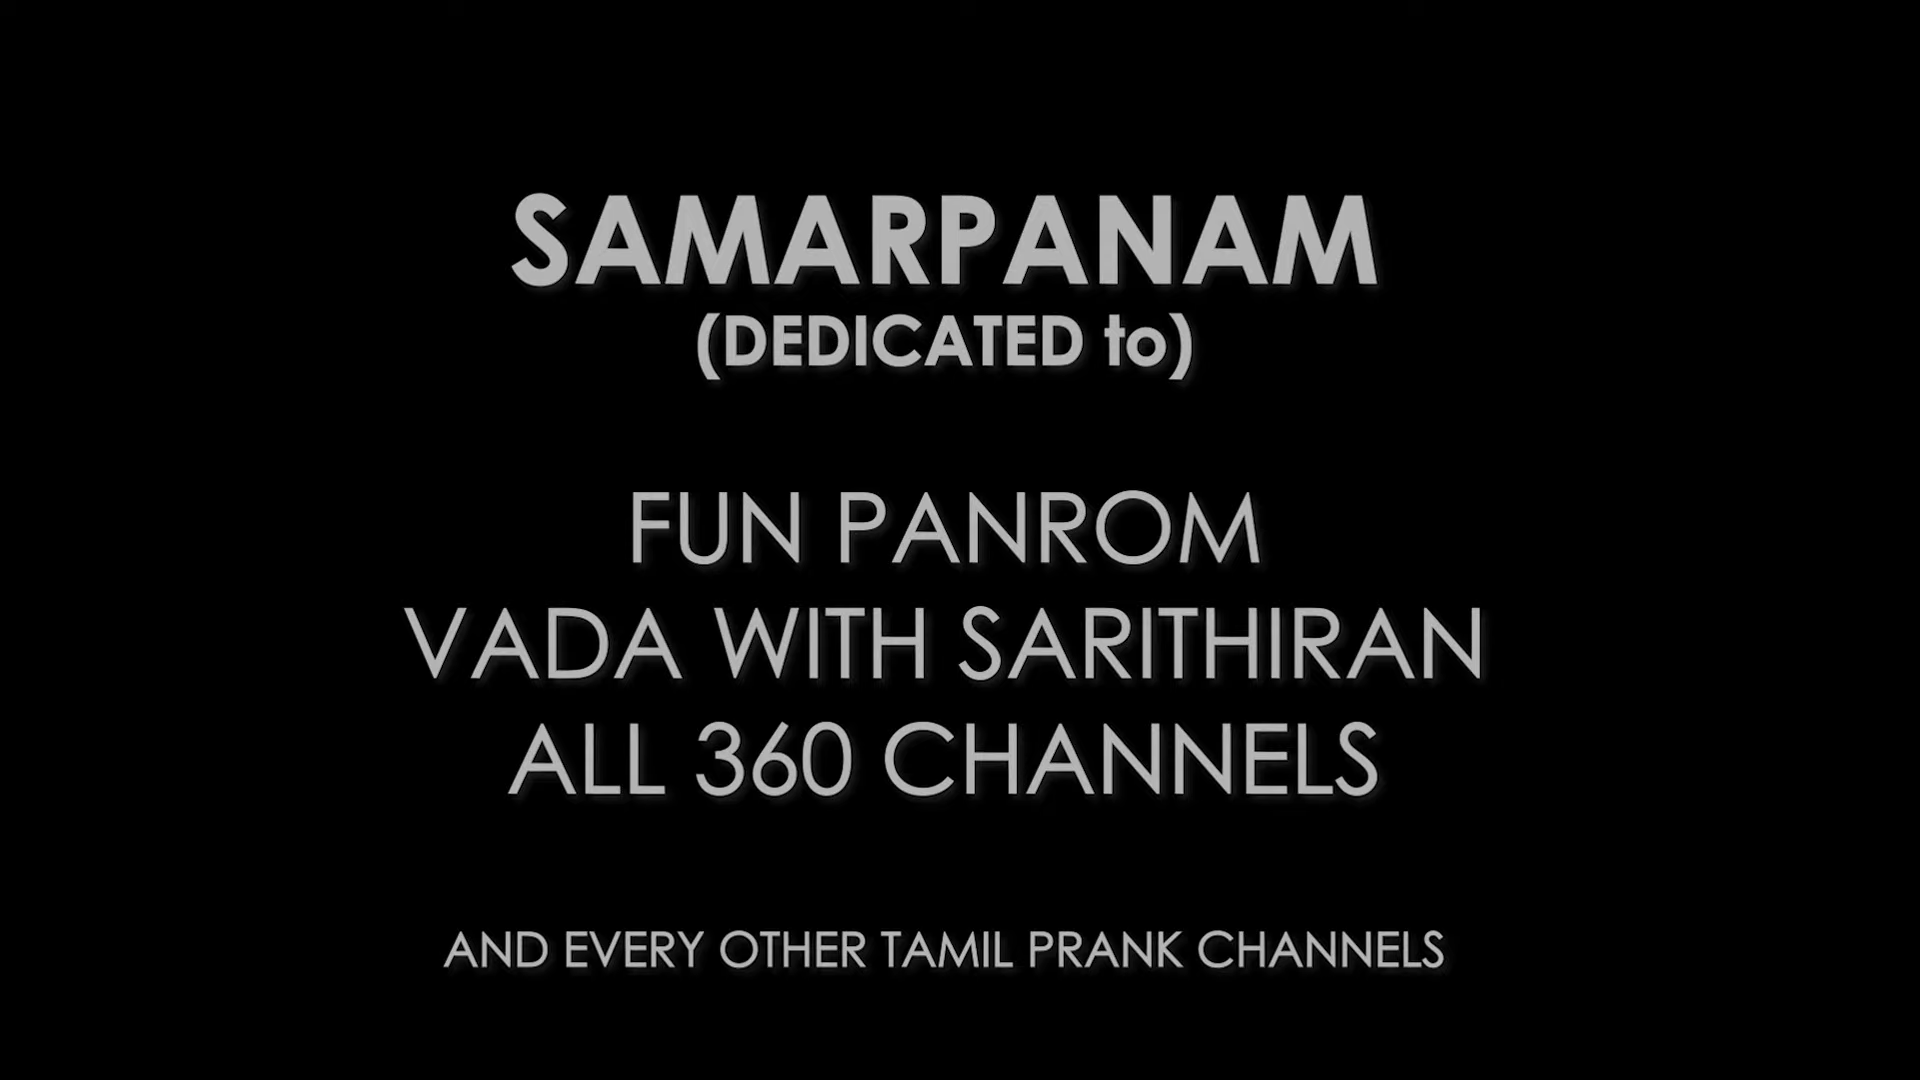 SAMARPANAM
(DEDICATED to)
FUN PANROM
VADA WITH SARITHIRAN
ALL 360 CHANNELS
AND EVERY OTHER TAMIL PRANK CHANNELS